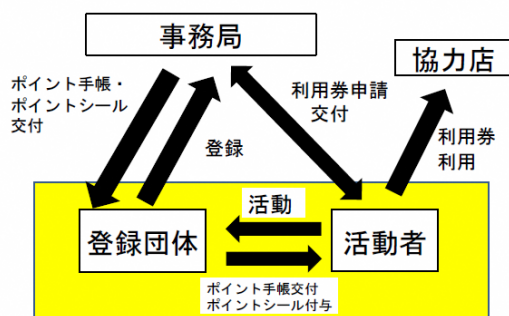 事務局
協力店
ポイント手帳・
ポイントシール
交付
登録
利用券申請
交付
利用券
利用
活動
登録団体
活動者
ポイント手帳交付
ポイントシール付与